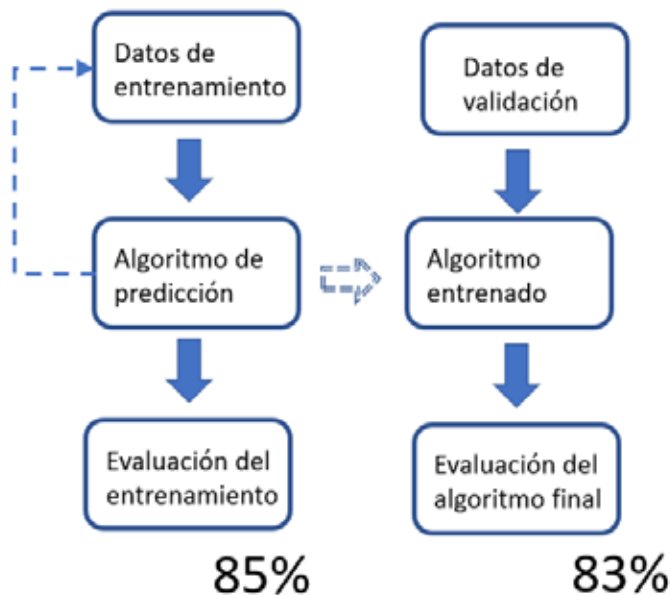 Datos de
entrenamiento
Algoritmo de
predicción
Evaluación del
entrenamiento
85%
Datos de
validación
Algoritmo
entrenado
Evaluación del
algoritmo final
83%